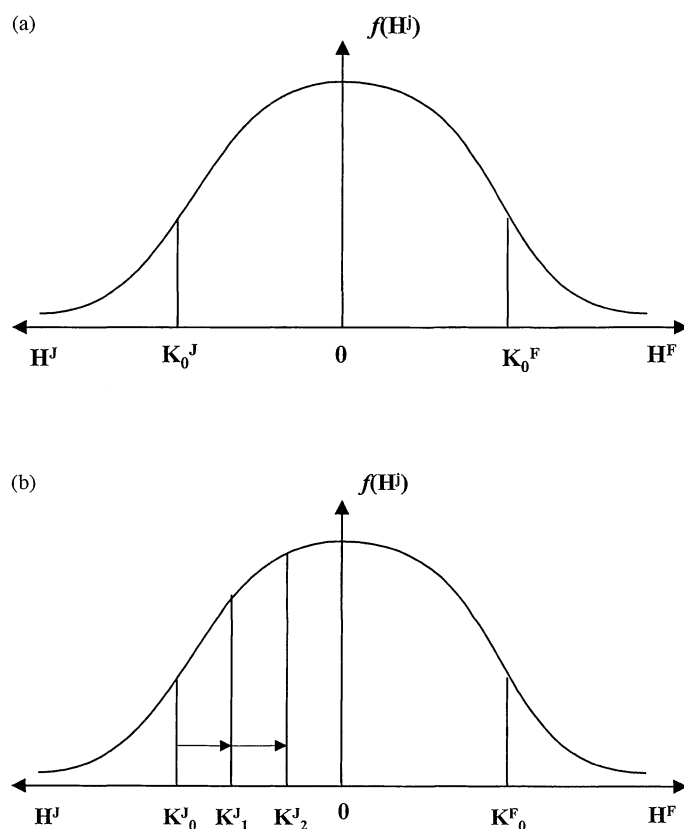 (a)
f(Hʲ)
Hᴶ K₀ᴶ 0 K₀ᶠ Hᶠ
(b)
f(Hʲ)
Hᴶ Kᴶ₀ Kᴶ₁ Kᴶ₂ 0 Kᶠ₀ Hᶠ